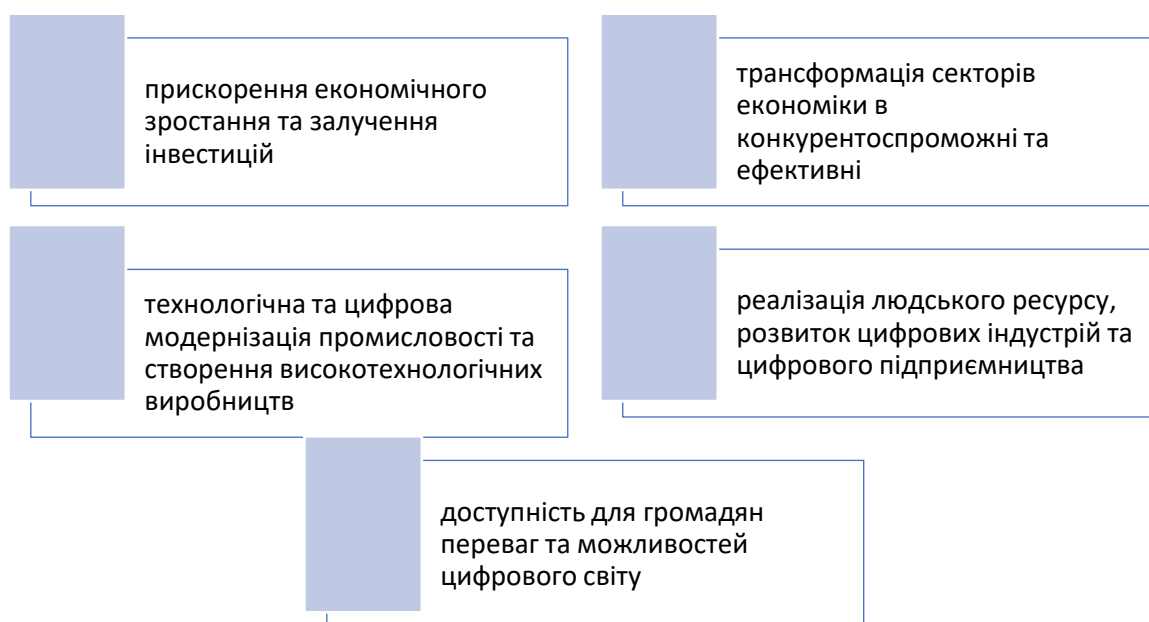 прискорення економічного
зростання та залучення
інвестицій
трансформація секторів
економіки в
конкурентоспроможні та
ефективні
технологічна та цифрова
модернізація промисловості та
створення високотехнологічних
виробництв
реалізація людського ресурсу,
розвиток цифрових індустрій та
цифрового підприємництва
доступність для громадян
переваг та можливостей
цифрового світу